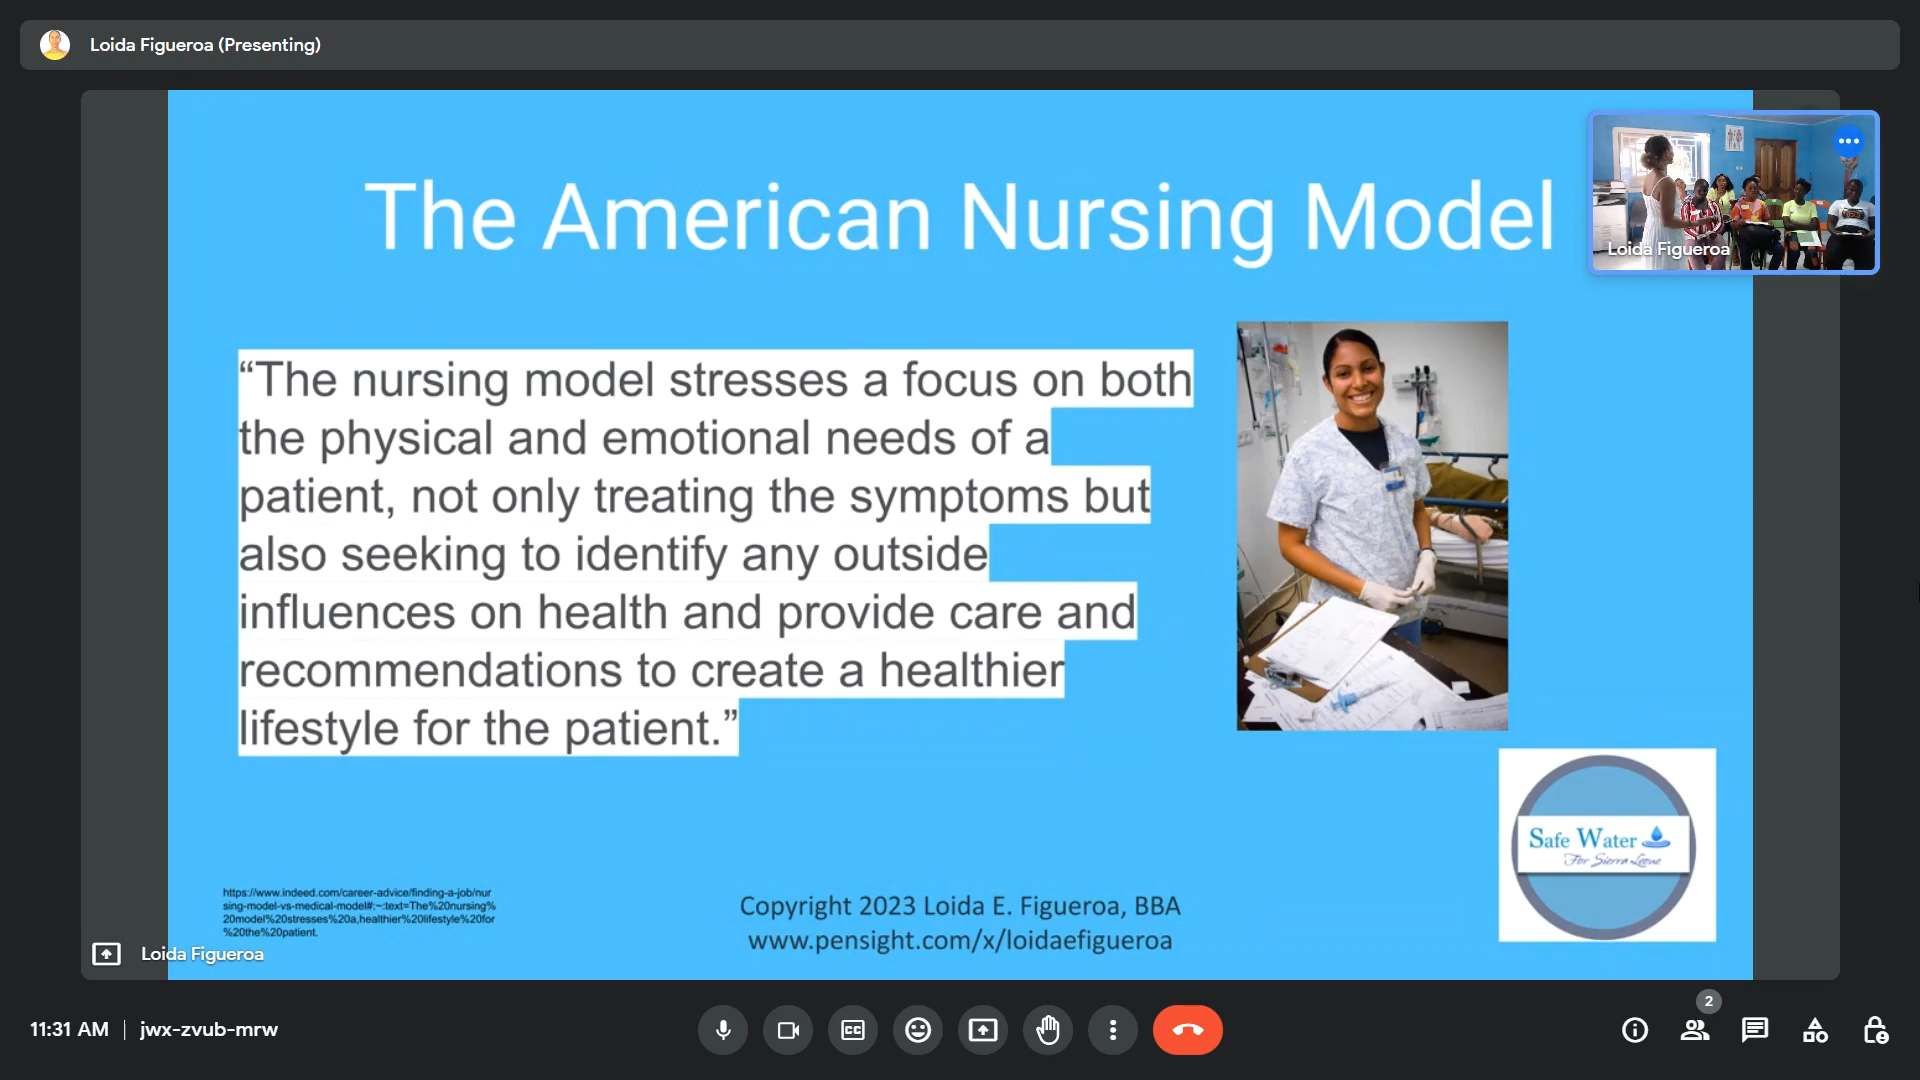 Loida Figueroa (Presenting)
The American Nursing Model
Loida Figueroa
“The nursing model stresses a focus on both
the physical and emotional needs of a
patient, not only treating the symptoms but
also seeking to identify any outside
influences on health and provide care and
recommendations to create a healthier
lifestyle for the patient.”
Safe Water
For Sierra Leone
https://www.indeed.com/career-advice/finding-a-job/nur
sing-model-vs-medical-model#:~:text=The%20nursing%
20model%20stresses%20a,healthier%20lifestyle%20for
%20the%20patient.
Copyright 2023 Loida E. Figueroa, BBA
www.pensight.com/x/loidaefigueroa
Loida Figueroa
11:31 AM | jwx-zvub-mrw
CC
2